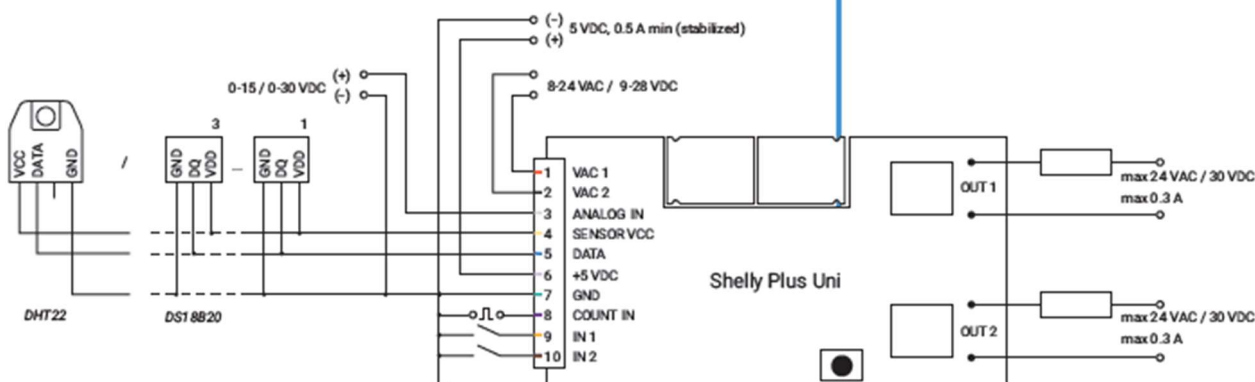 (-)
5 VDC, 0.5 A min (stabilized)
(+)
0-15 / 0-30 VDC
(+)
(-)
8-24 VAC / 9-28 VDC
VCC
DATA
GND
/
3
GND
DQ
VDD
...
1
GND
DQ
VDD
1 VAC 1
2 VAC 2
3 ANALOG IN
4 SENSOR VCC
5 DATA
6 +5 VDC
7 GND
8 COUNT IN
9 IN 1
10 IN 2
DHT22
DS18B20
Shelly Plus Uni
OUT 1
max 24 VAC / 30 VDC
max 0.3 A
OUT 2
max 24 VAC / 30 VDC
max 0.3 A